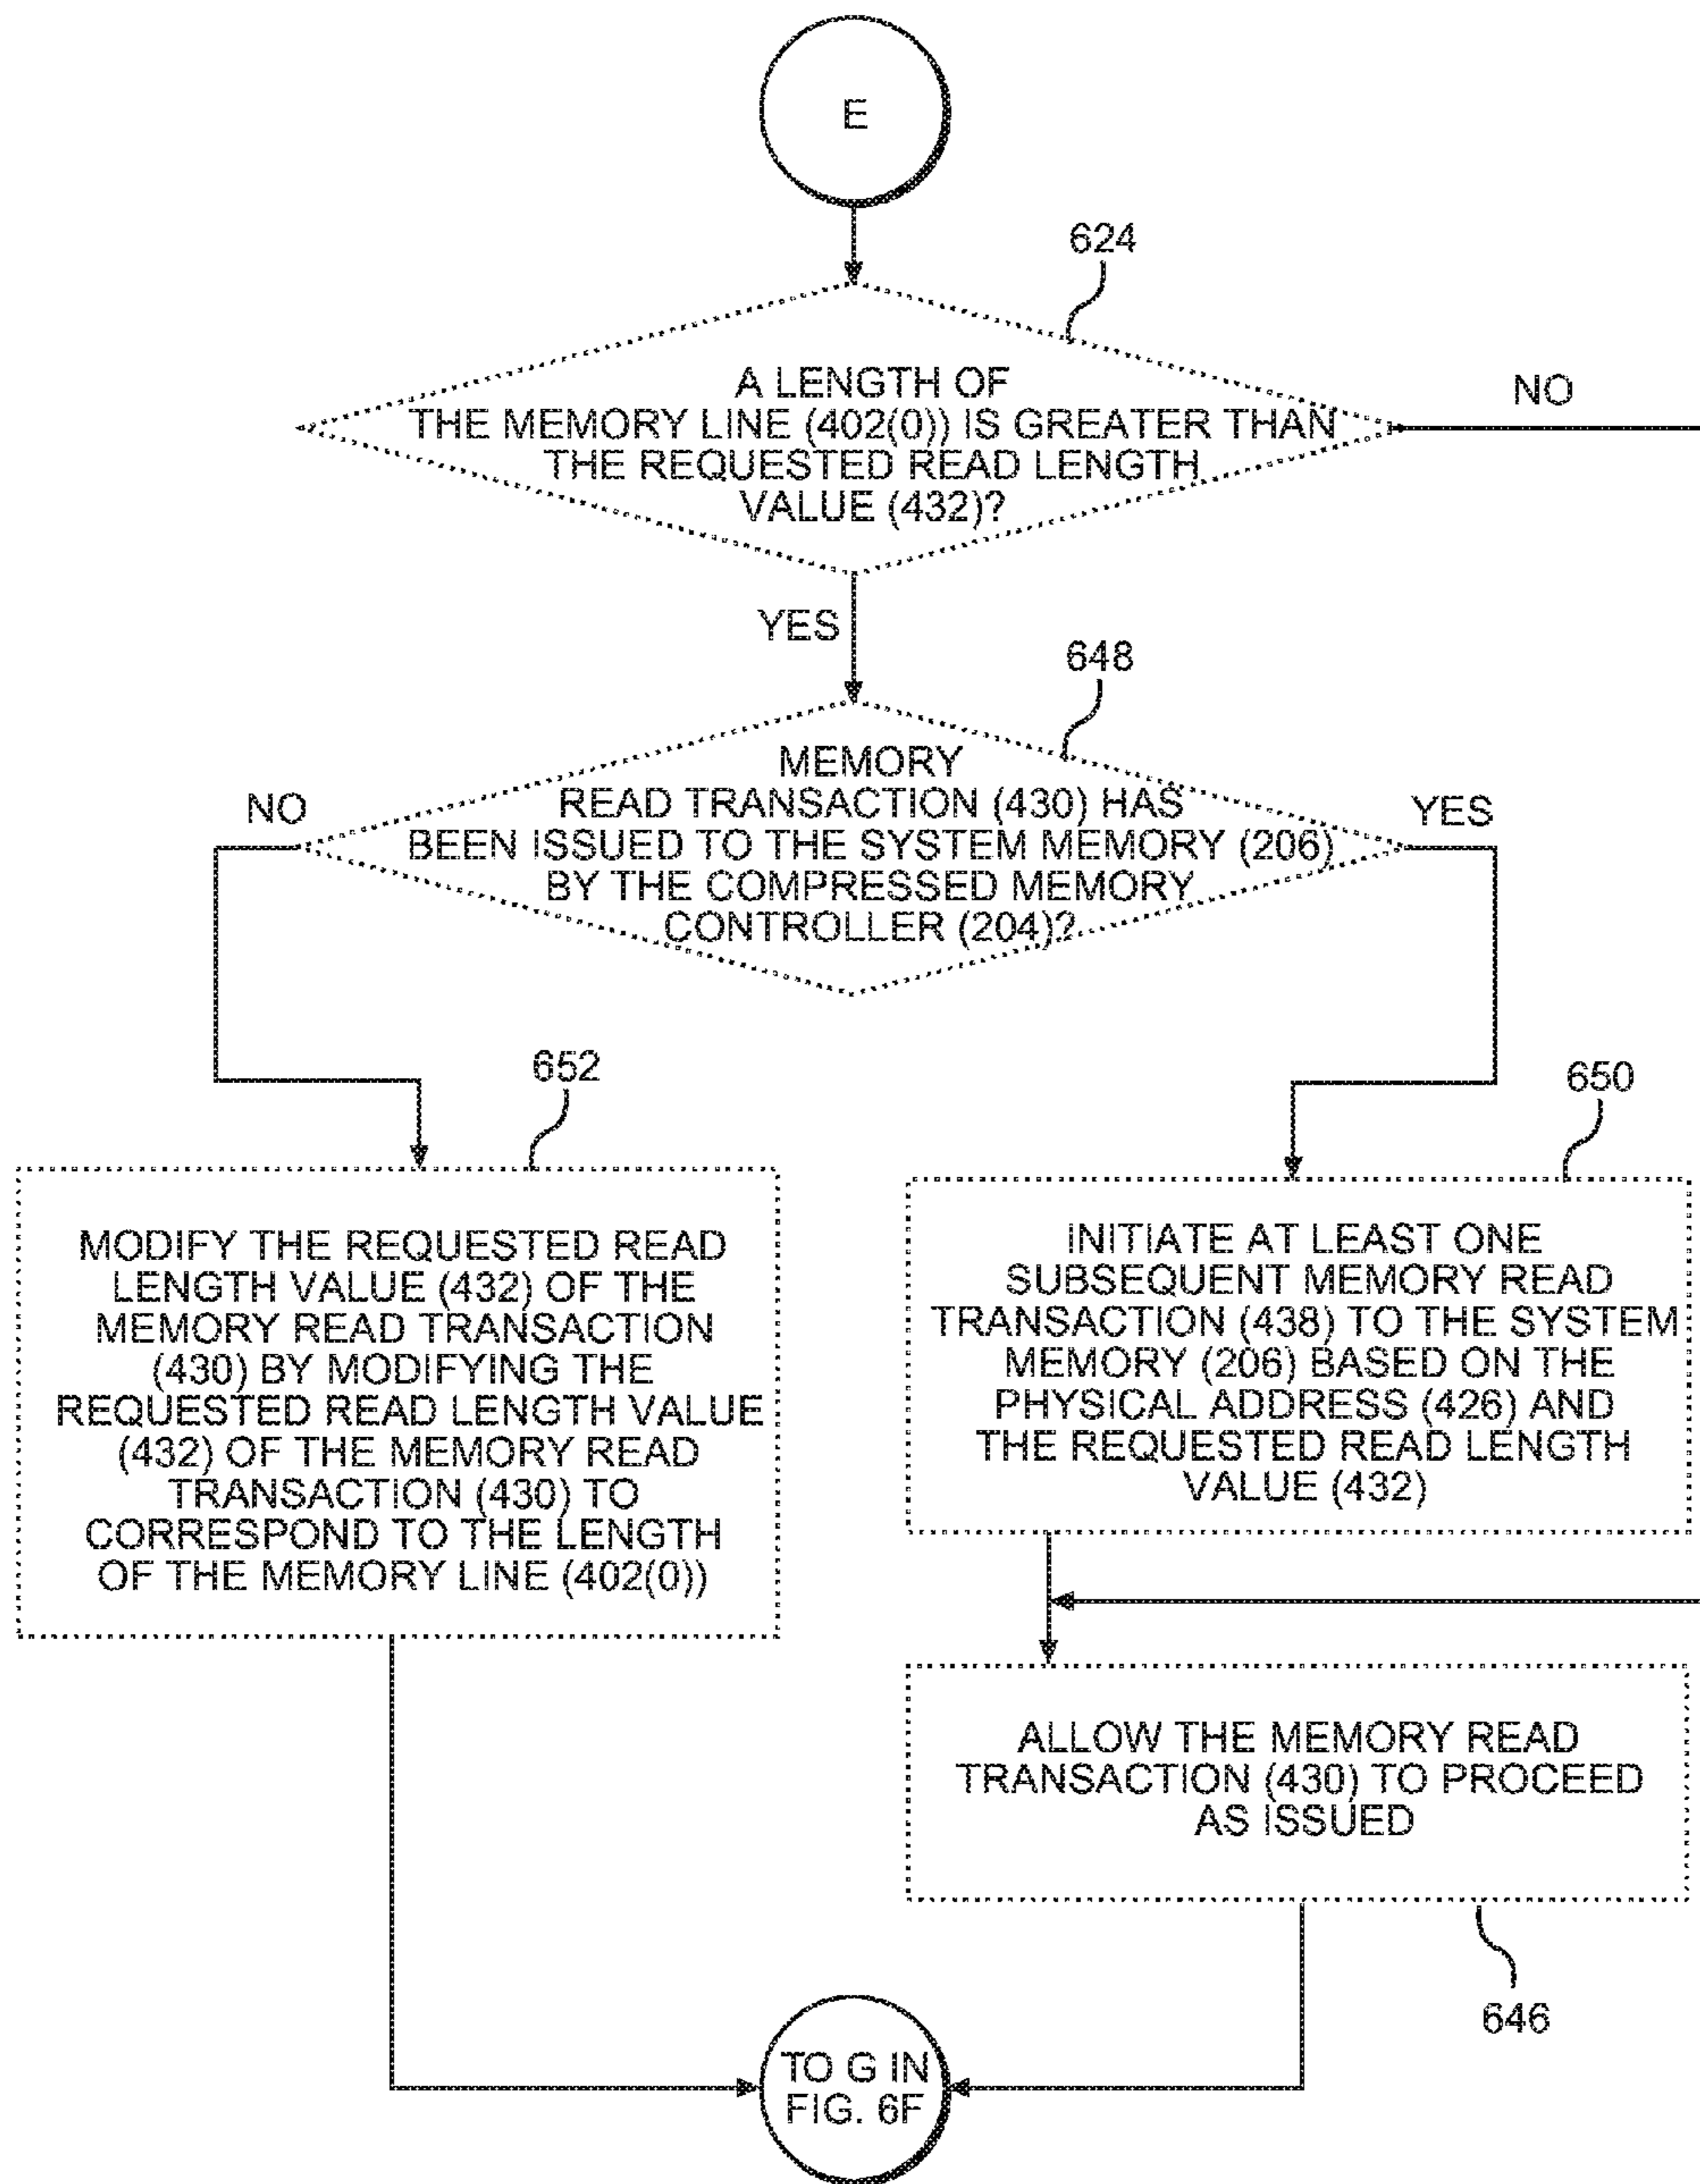 E
624
A LENGTH OF
THE MEMORY LINE (402(0)) IS GREATER THAN
THE REQUESTED READ LENGTH
VALUE (432)?
NO
YES
648
MEMORY
READ TRANSACTION (430) HAS
BEEN ISSUED TO THE SYSTEM MEMORY (206)
BY THE COMPRESSED MEMORY
CONTROLLER (204)?
NO
YES
652
MODIFY THE REQUESTED READ
LENGTH VALUE (432) OF THE
MEMORY READ TRANSACTION
(430) BY MODIFYING THE
REQUESTED READ LENGTH VALUE
(432) OF THE MEMORY READ
TRANSACTION (430) TO
CORRESPOND TO THE LENGTH
OF THE MEMORY LINE (402(0))
650
INITIATE AT LEAST ONE
SUBSEQUENT MEMORY READ
TRANSACTION (438) TO THE SYSTEM
MEMORY (206) BASED ON THE
PHYSICAL ADDRESS (426) AND
THE REQUESTED READ LENGTH
VALUE (432)
ALLOW THE MEMORY READ
TRANSACTION (430) TO PROCEED
AS ISSUED
646
TO G IN
FIG. 6F